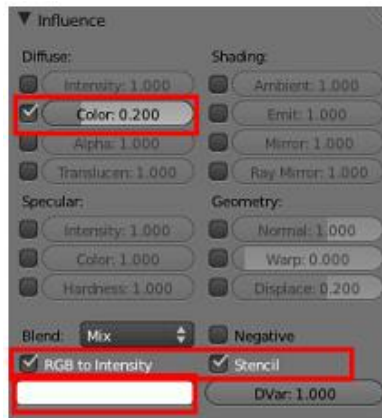 Influence
Diffuse: Shading:
Intensity: 1.000 Ambient: 1.000
Color: 0.200 Emit: 1.000
Alpha: 1.000 Mirror: 1.000
Translucen: 1.000 Ray Mirror: 1.000
Specular: Geometry:
Intensity: 1.000 Normal: 1.000
Color: 1.000 Warp: 0.000
Hardness: 1.000 Displace: 0.200
Blend: Mix Negative
RGB to Intensity Stencil
DVar: 1.000